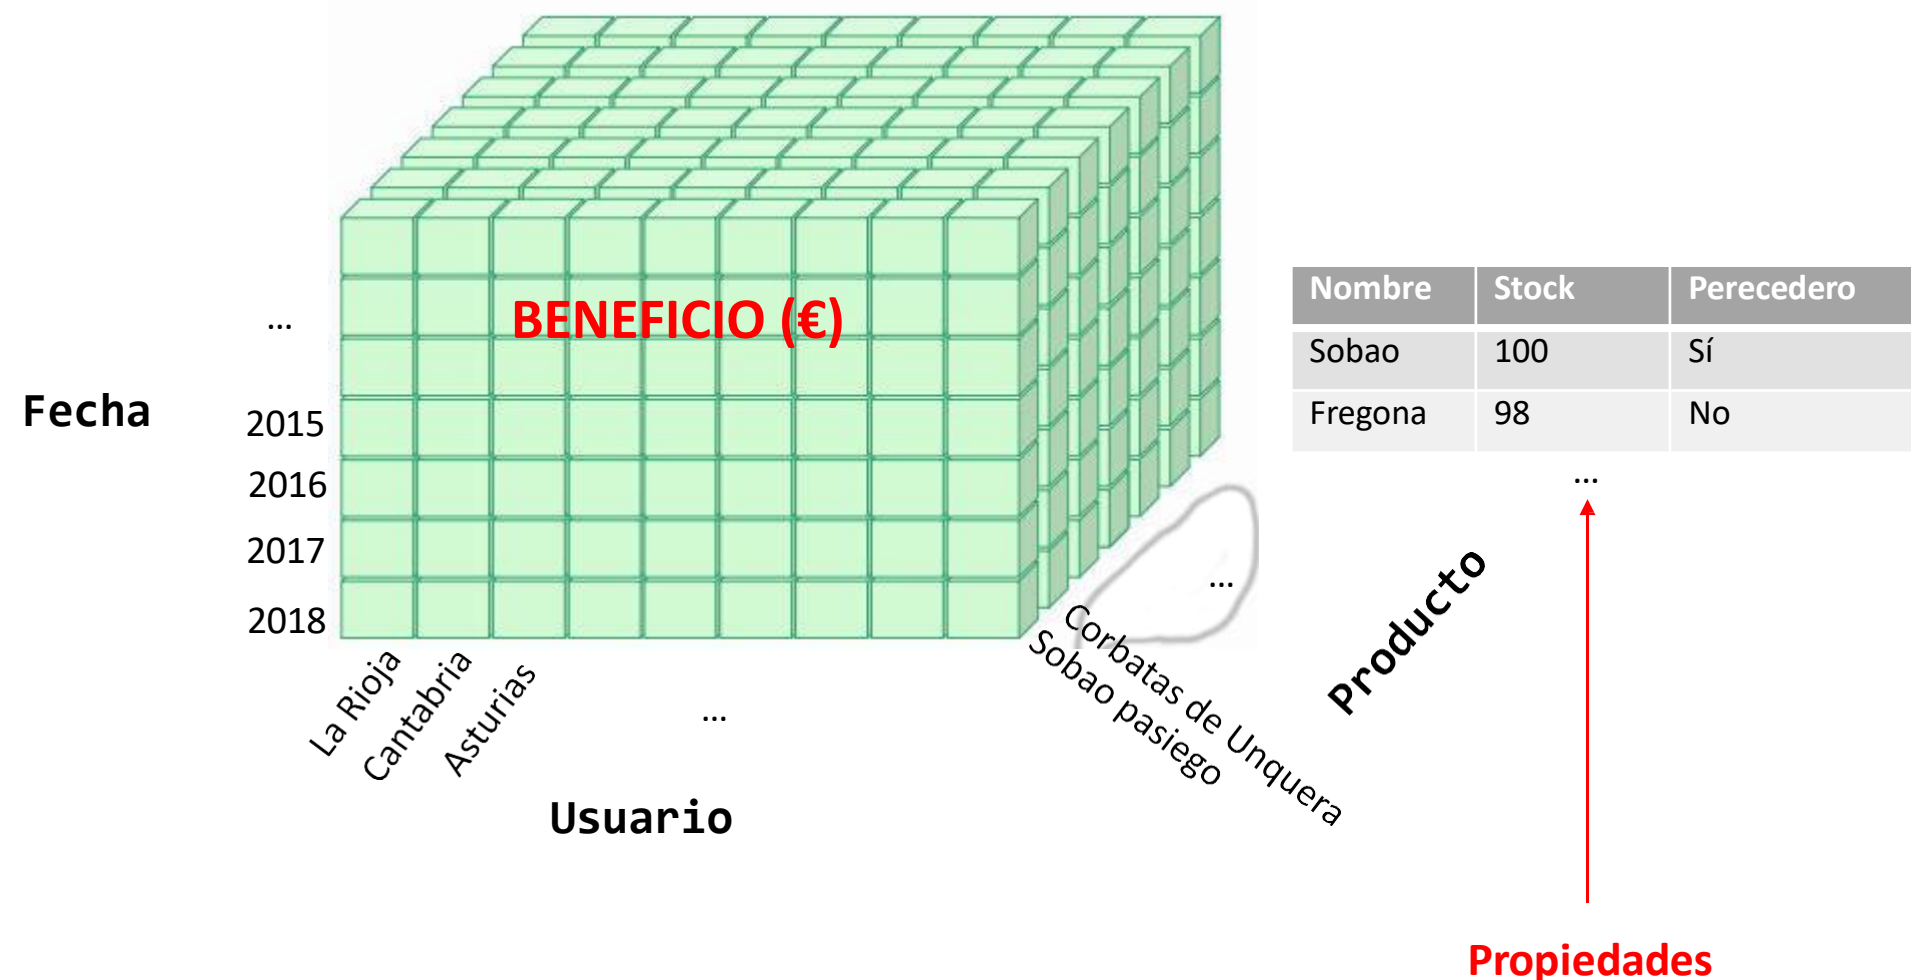 BENEFICIO (€)
...
Fecha
2015
2016
2017
2018
La Rioja
Cantabria
Asturias
...
Usuario
Sobao pasiego
Corbatas de Unquera
...
Producto
Nombre Stock Perecedero
Sobao 100 Sí
Fregona 98 No
...
Propiedades